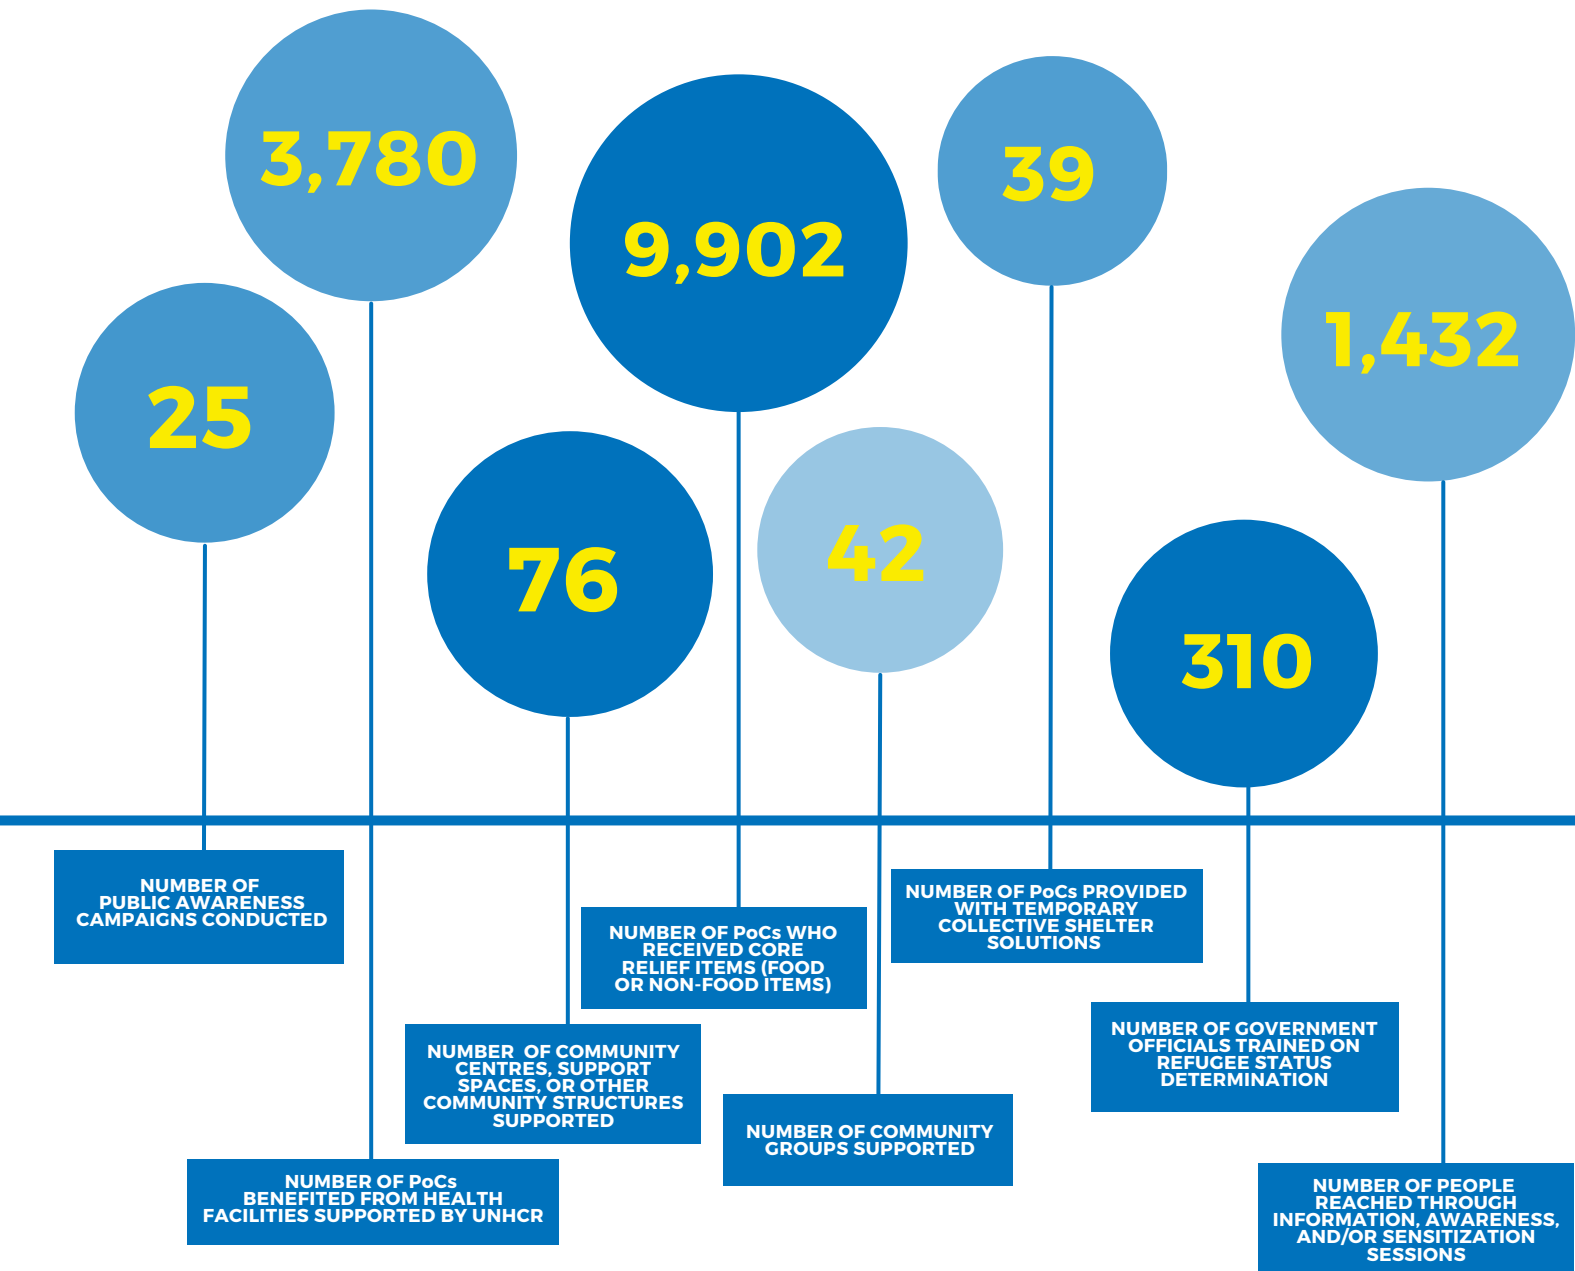 3,780
9,902
39
1,432
25
76
42
310
NUMBER OF
PUBLIC AWARENESS
CAMPAIGNS CONDUCTED
NUMBER OF PoCs PROVIDED
WITH TEMPORARY
COLLECTIVE SHELTER
SOLUTIONS
NUMBER OF PoCs WHO
RECEIVED CORE
RELIEF ITEMS (FOOD
OR NON-FOOD ITEMS)
NUMBER OF GOVERNMENT
OFFICIALS TRAINED ON
REFUGEE STATUS
DETERMINATION
NUMBER OF COMMUNITY
CENTRES, SUPPORT
SPACES, OR OTHER
COMMUNITY STRUCTURES
SUPPORTED
NUMBER OF COMMUNITY
GROUPS SUPPORTED
NUMBER OF PoCs
BENEFITED FROM HEALTH
FACILITIES SUPPORTED BY UNHCR
NUMBER OF PEOPLE
REACHED THROUGH
INFORMATION, AWARENESS,
AND/OR SENSITIZATION
SESSIONS